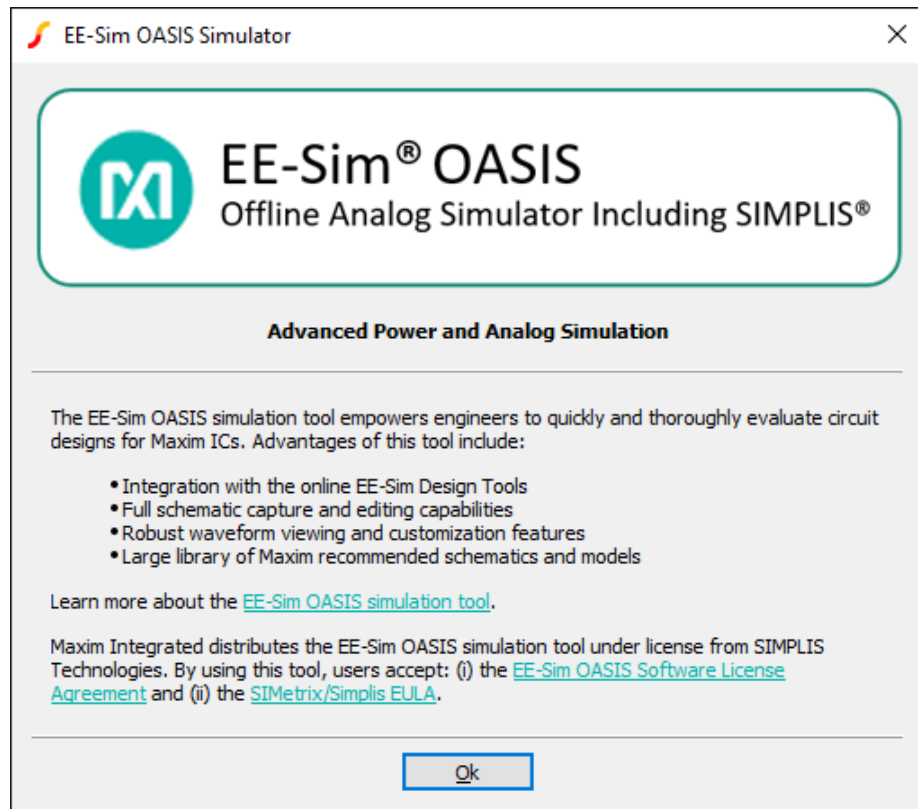 EE-Sim OASIS Simulator
EE-Sim® OASIS
Offline Analog Simulator Including SIMPLIS®
Advanced Power and Analog Simulation
The EE-Sim OASIS simulation tool empowers engineers to quickly and thoroughly evaluate circuit
designs for Maxim ICs. Advantages of this tool include:
• Integration with the online EE-Sim Design Tools
• Full schematic capture and editing capabilities
• Robust waveform viewing and customization features
• Large library of Maxim recommended schematics and models
Learn more about the EE-Sim OASIS simulation tool.
Maxim Integrated distributes the EE-Sim OASIS simulation tool under license from SIMPLIS
Technologies. By using this tool, users accept: (i) the EE-Sim OASIS Software License
Agreement and (ii) the SIMetrix/Simplis EULA.
Ok